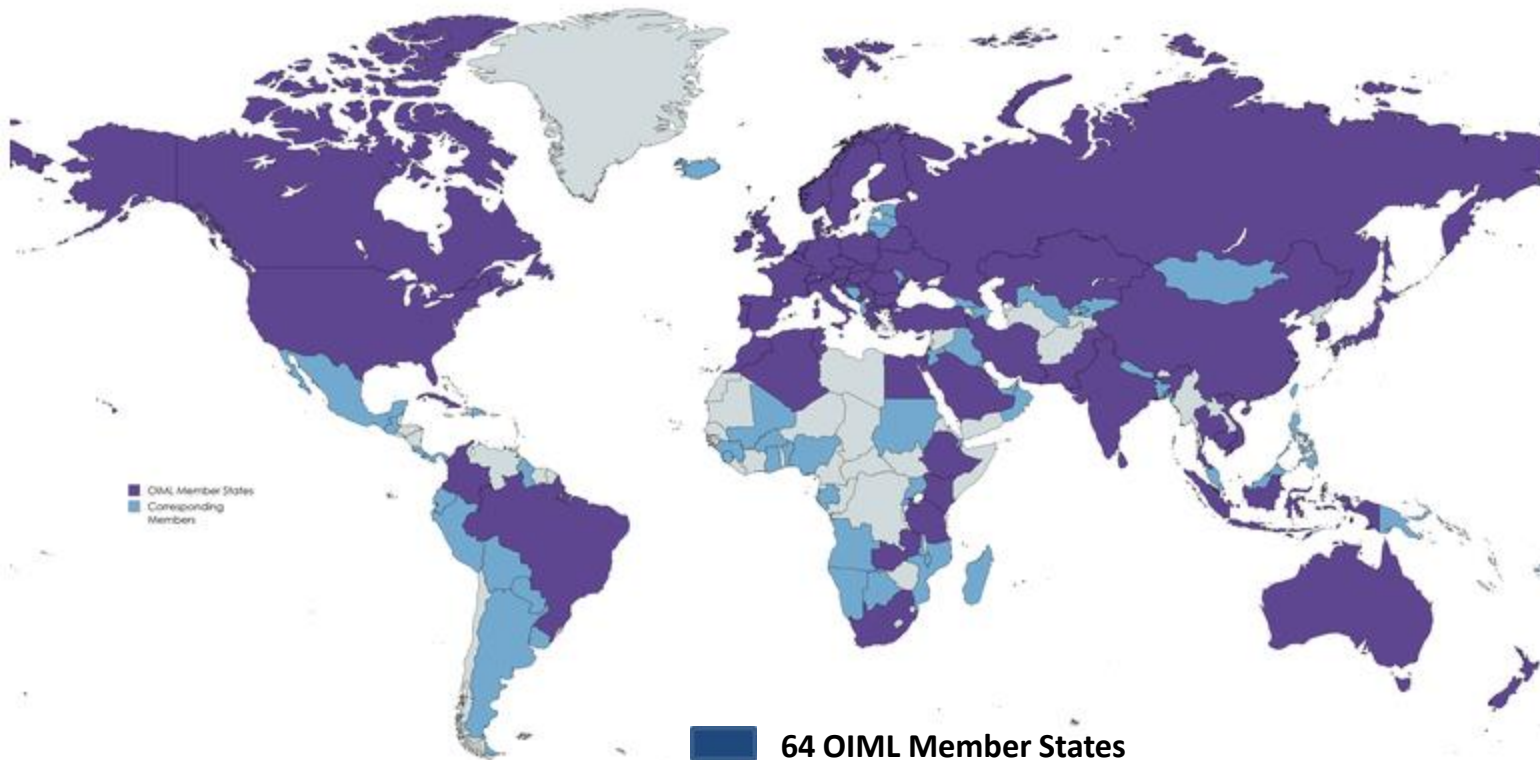 OIML Member States
Corresponding
Members
64 OIML Member States